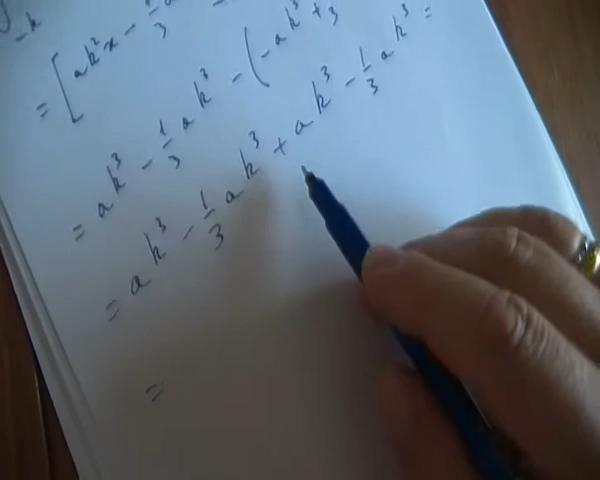 -k
= [ak²x - 1/3 a
= ak³ - 1/3 ak³ - (-ak³ + 1/3
= ak³ - 1/3 ak³ + ak³ - 1/3 ak³ =
=